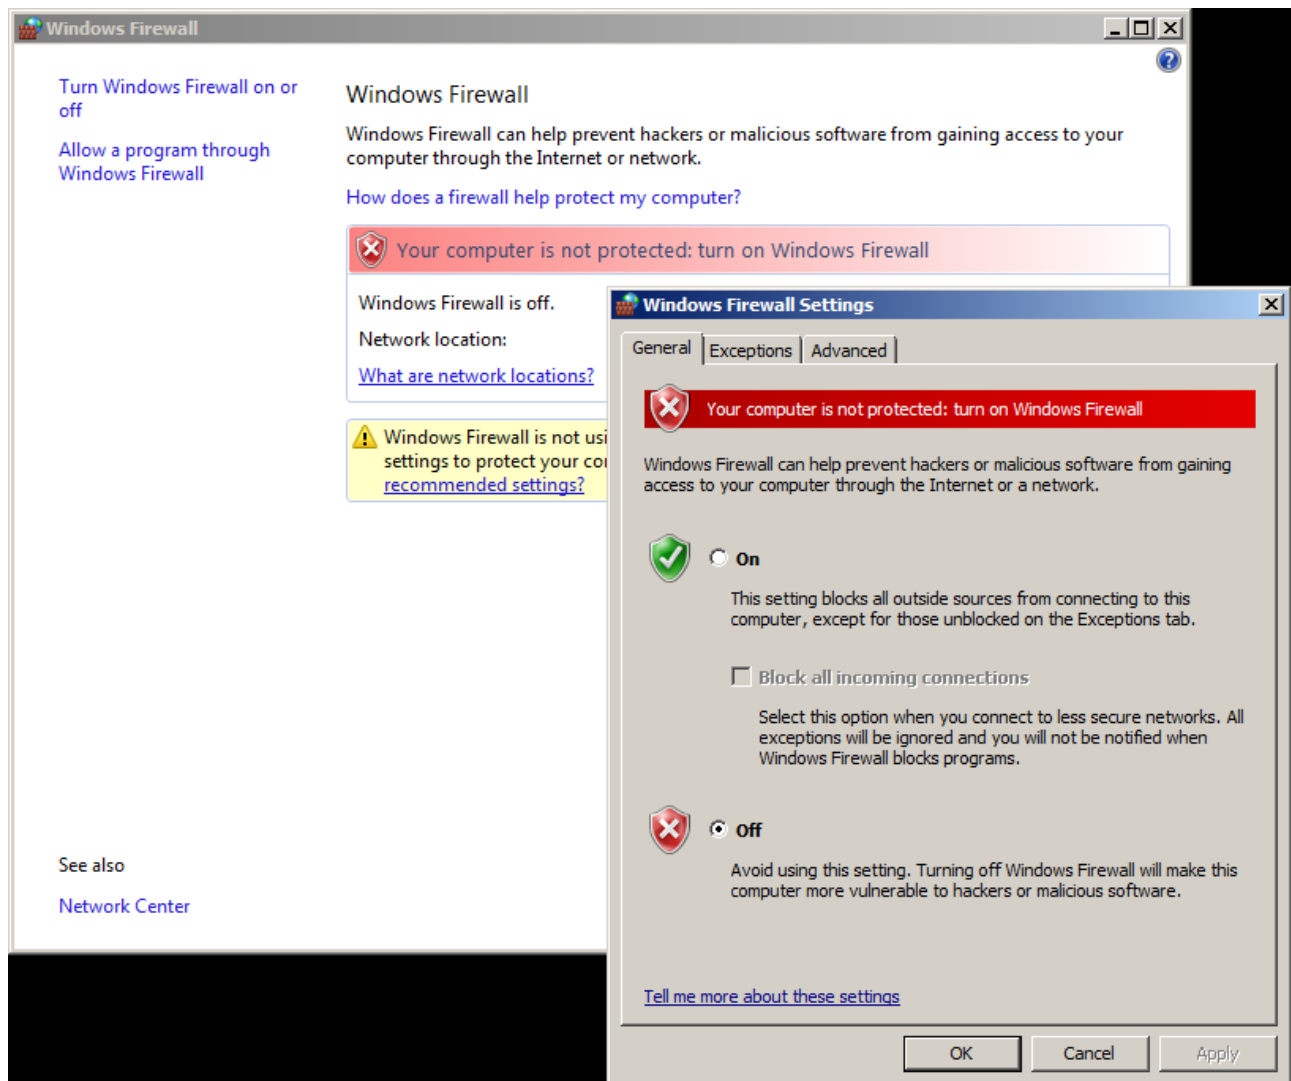 Windows Firewall
Turn Windows Firewall on or
off
Allow a program through
Windows Firewall
Windows Firewall
Windows Firewall can help prevent hackers or malicious software from gaining access to your
computer through the Internet or network.
How does a firewall help protect my computer?
Your computer is not protected: turn on Windows Firewall
Windows Firewall is off.
Network location:
What are network locations?
Windows Firewall is not usi
settings to protect your co
recommended settings?
See also
Network Center
Windows Firewall Settings
General
Exceptions
Advanced
Your computer is not protected: turn on Windows Firewall
Windows Firewall can help prevent hackers or malicious software from gaining
access to your computer through the Internet or a network.
On
This setting blocks all outside sources from connecting to this
computer, except for those unblocked on the Exceptions tab.
Block all incoming connections
Select this option when you connect to less secure networks. All
exceptions will be ignored and you will not be notified when
Windows Firewall blocks programs.
Off
Avoid using this setting. Turning off Windows Firewall will make this
computer more vulnerable to hackers or malicious software.
Tell me more about these settings
OK
Cancel
Apply